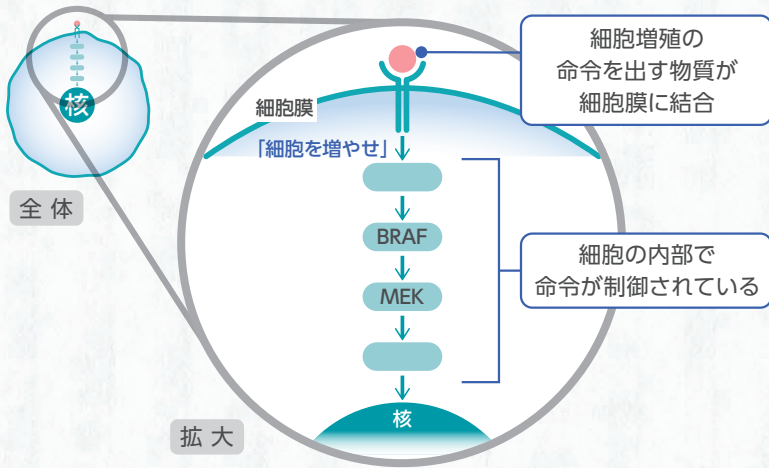 核
全体
細胞増殖の
命令を出す物質が
細胞膜に結合
細胞膜
「細胞を増やせ」
BRAF
MEK
細胞の内部で
命令が制御されている
核
拡大